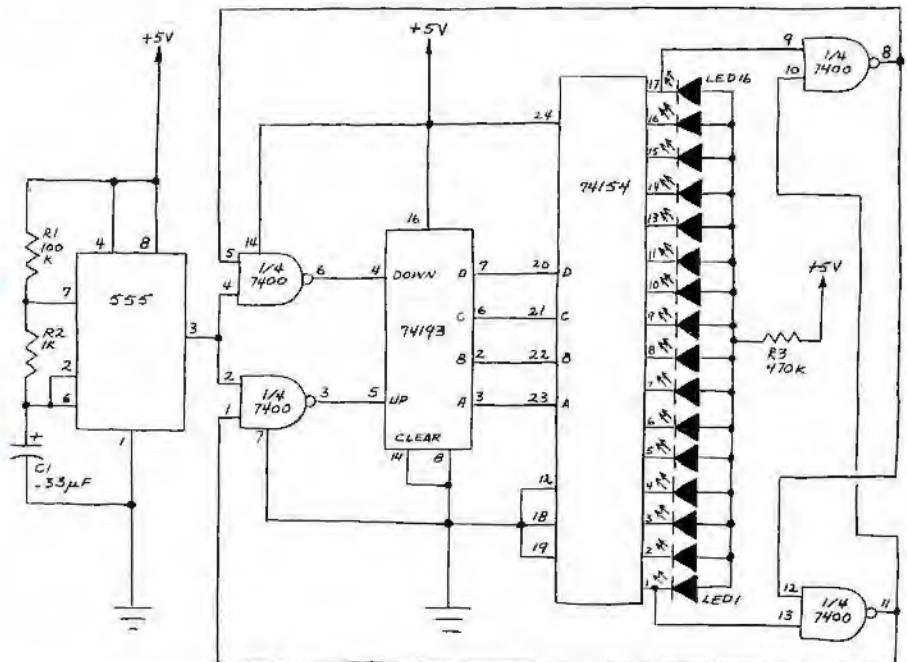 +5V
+5V
9
1/4
7400
8
10
LED16
17
16
15
14
13
11
10
9
8
7
6
5
4
3
2
1
24
74154
R1
100
K
4
8
7
555
3
R2
1K
2
6
1
+
C1
.33µF
14
5
4
1/4
7400
6
2
1
1/4
7400
3
7
16
4
DOWN
74193
5
UP
CLEAR
14
8
D
7
20
D
C
6
21
C
B
2
22
B
A
3
23
A
12
18
19
+5V
R3
470K
LED1
12
13
1/4
7400
11